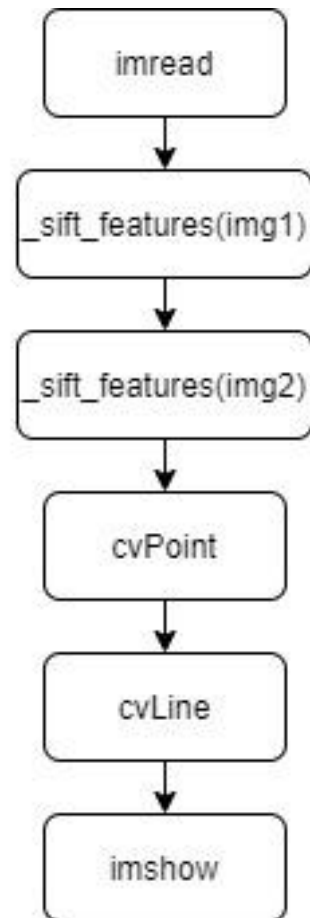 imread
_sift_features(img1)
_sift_features(img2)
cvPoint
cvLine
imshow